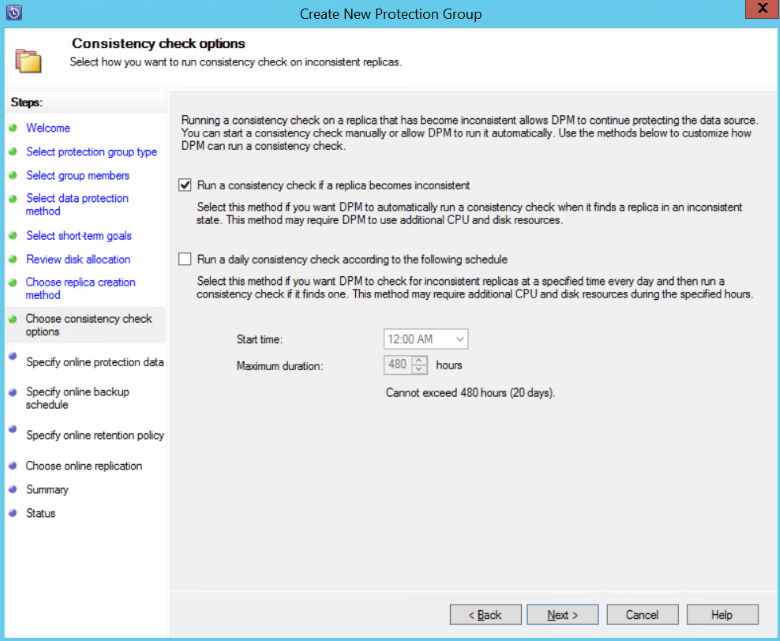 Create New Protection Group
X
Consistency check options
Select how you want to run consistency check on inconsistent replicas.
Steps:
Welcome
Select protection group type
Select group members
Select data protection
method
Select short-term goals
Review disk allocation
Choose replica creation
method
Choose consistency check
options
Specify online protection data
Specify online backup
schedule
Specify online retention policy
Choose online replication
Summary
Status
Running a consistency check on a replica that has become inconsistent allows DPM to continue protecting the data source.
You can start a consistency check manually or allow DPM to run it automatically. Use the methods below to customize how
DPM can run a consistency check.
Run a consistency check if a replica becomes inconsistent
Select this method if you want DPM to automatically run a consistency check when it finds a replica in an inconsistent
state. This method may require DPM to use additional CPU and disk resources.
Run a daily consistency check according to the following schedule
Select this method if you want DPM to check for inconsistent replicas at a specified time every day and then run a
consistency check if it finds one. This method may require additional CPU and disk resources during the specified hours.
Start time: 12:00 AM
Maximum duration: 480 hours
Cannot exceed 480 hours (20 days).
< Back Next > Cancel Help